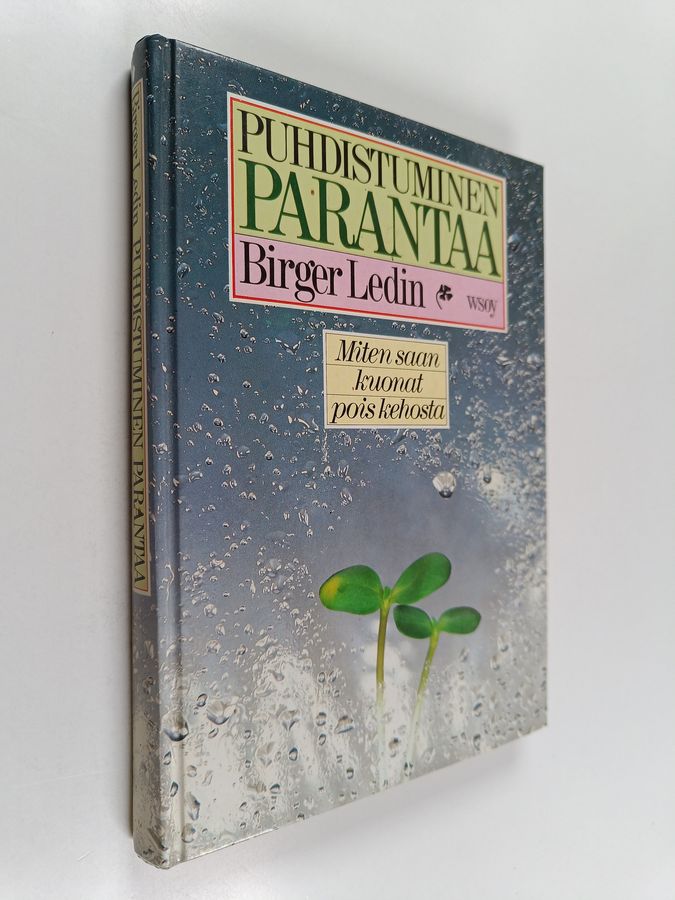 PUHDISTUMINEN
PARANTAA
Birger Ledin
WSOY
Miten saan
kuonat
pois kehosta
Birger Ledin PUHDISTUMINEN PARANTAA